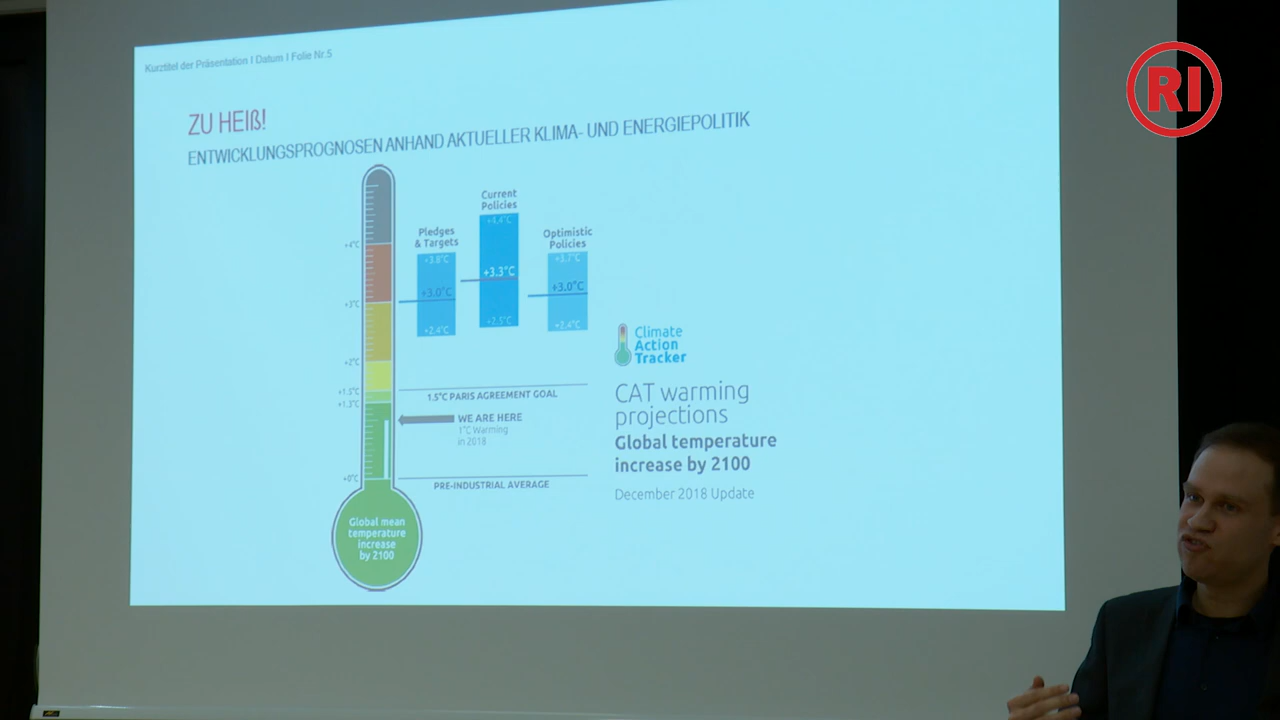 Kurztitel der Präsentation I Datum I Folie Nr.5
RI
ZU HEIß!
ENTWICKLUNGSPROGNOSEN ANHAND AKTUELLER KLIMA- UND ENERGIEPOLITIK
Current
Policies
Pledges
& Targets
Optimistic
Policies
+4.4°C
+3.8°C
+3.7°C
+3.3°C
+3.0°C
+3.0°C
+2.4°C
+2.5°C
+2.4°C
+4°C
+3°C
+2°C
+1.5°C
+1.3°C
+0°C
1.5°C PARIS AGREEMENT GOAL
WE ARE HERE
1°C Warming
in 2018
PRE-INDUSTRIAL AVERAGE
Global mean
temperature
increase
by 2100
Climate
Action
Tracker
CAT warming
projections
Global temperature
increase by 2100
December 2018 Update